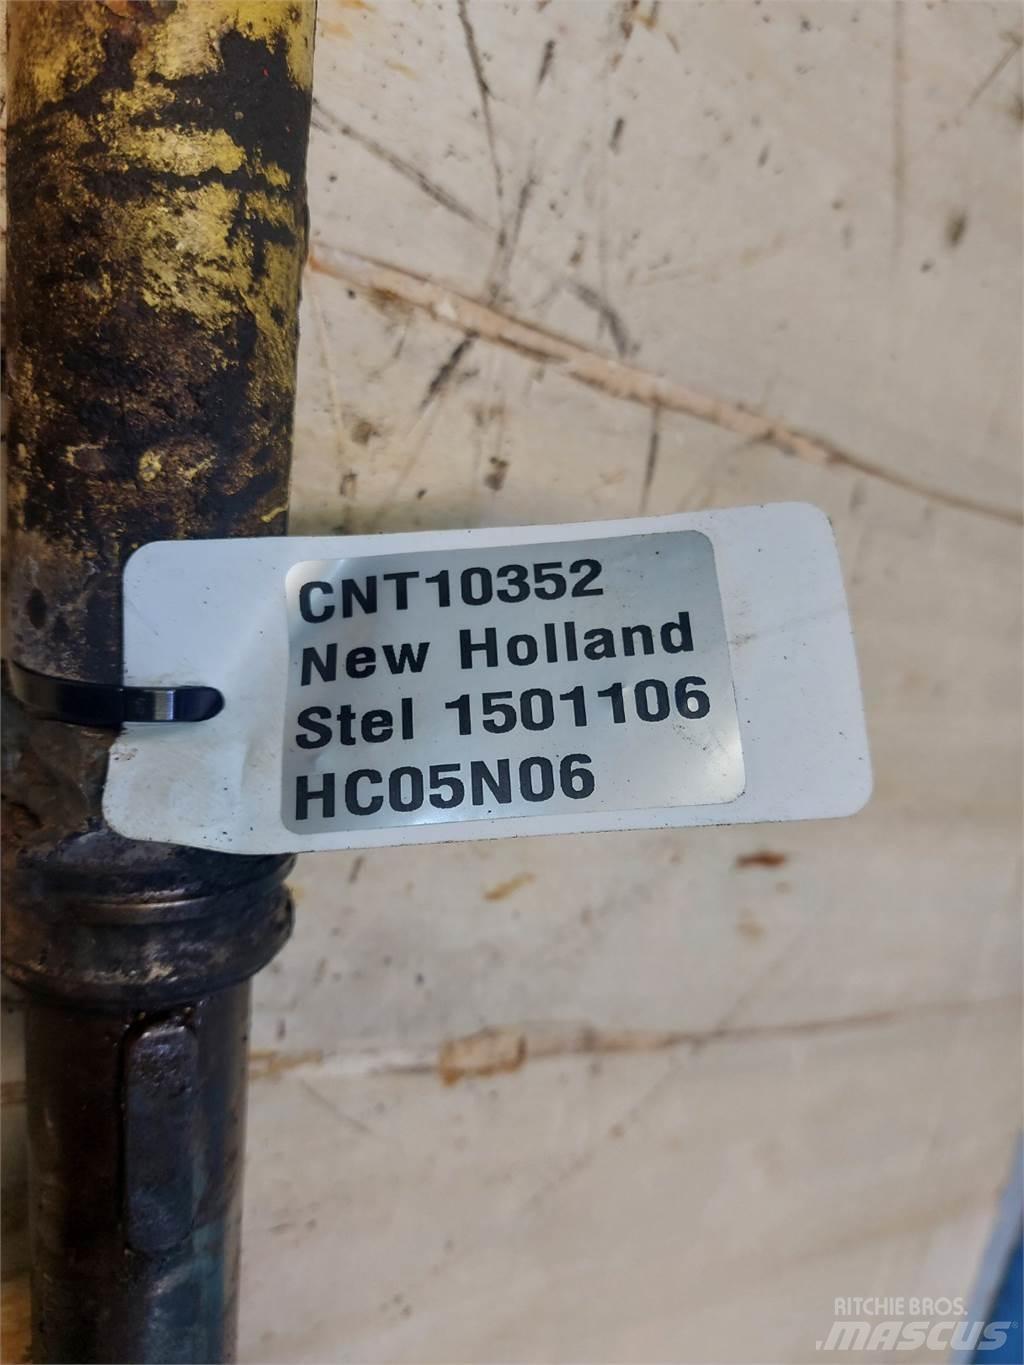 CNT10352
New Holland
Stel 1501106
HC05N06
RITCHIE BROS.
MASCUS